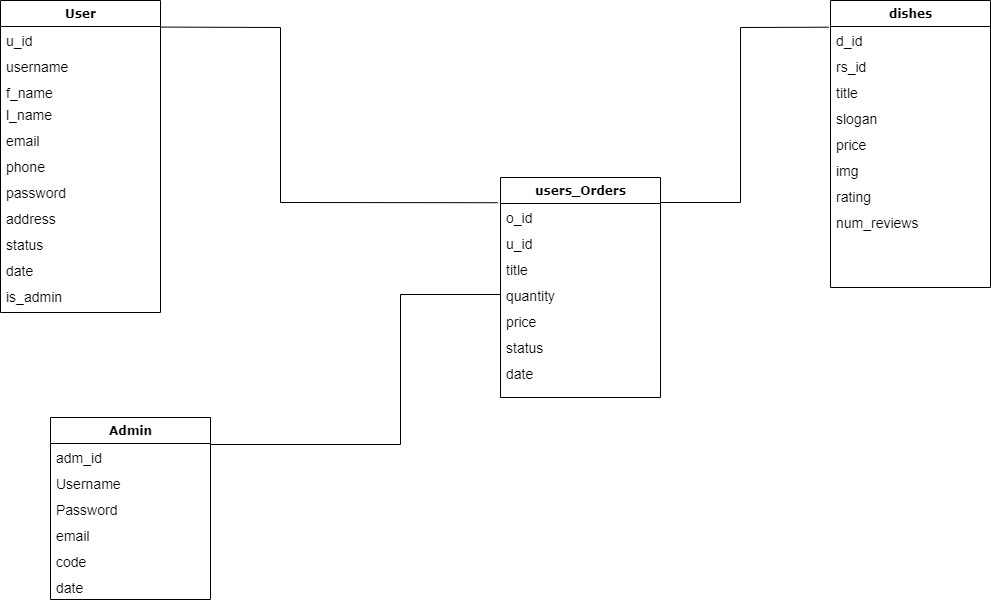 User
u_id
username
f_name
l_name
email
phone
password
address
status
date
is_admin
dishes
d_id
rs_id
title
slogan
price
img
rating
num_reviews
users_Orders
o_id
u_id
title
quantity
price
status
date
Admin
adm_id
Username
Password
email
code
date